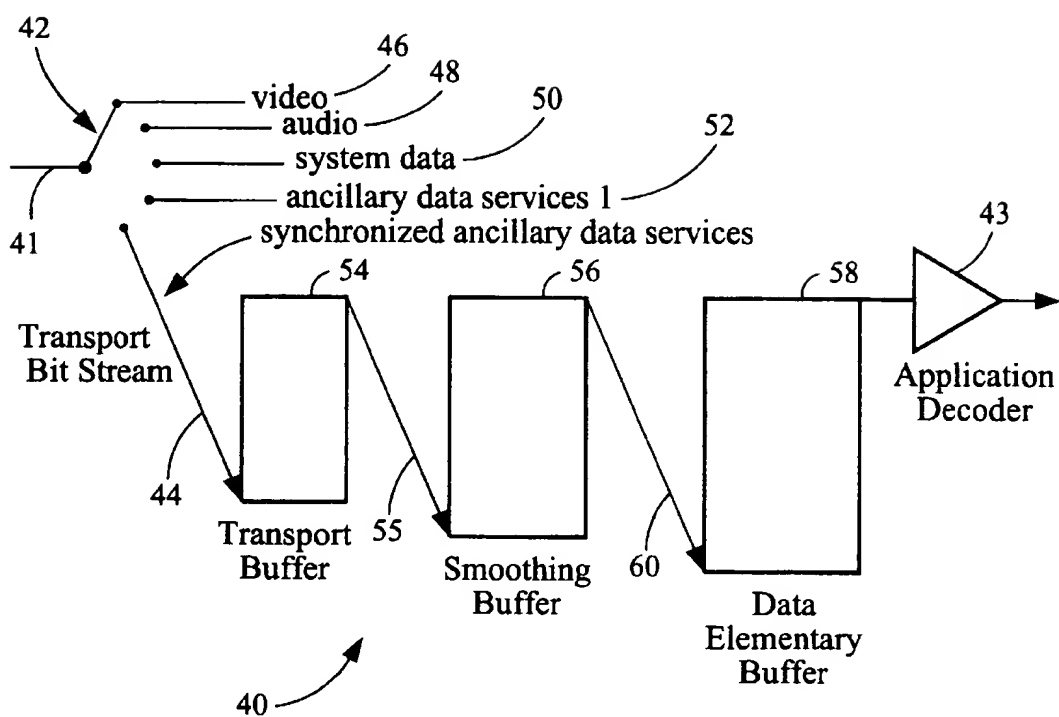 42
46
48
50
52
video
audio
system data
ancillary data services 1
synchronized ancillary data services
41
43
54
56
58
Transport
Bit Stream
Application
Decoder
44
55
60
Transport
Buffer
Smoothing
Buffer
Data
Elementary
Buffer
40